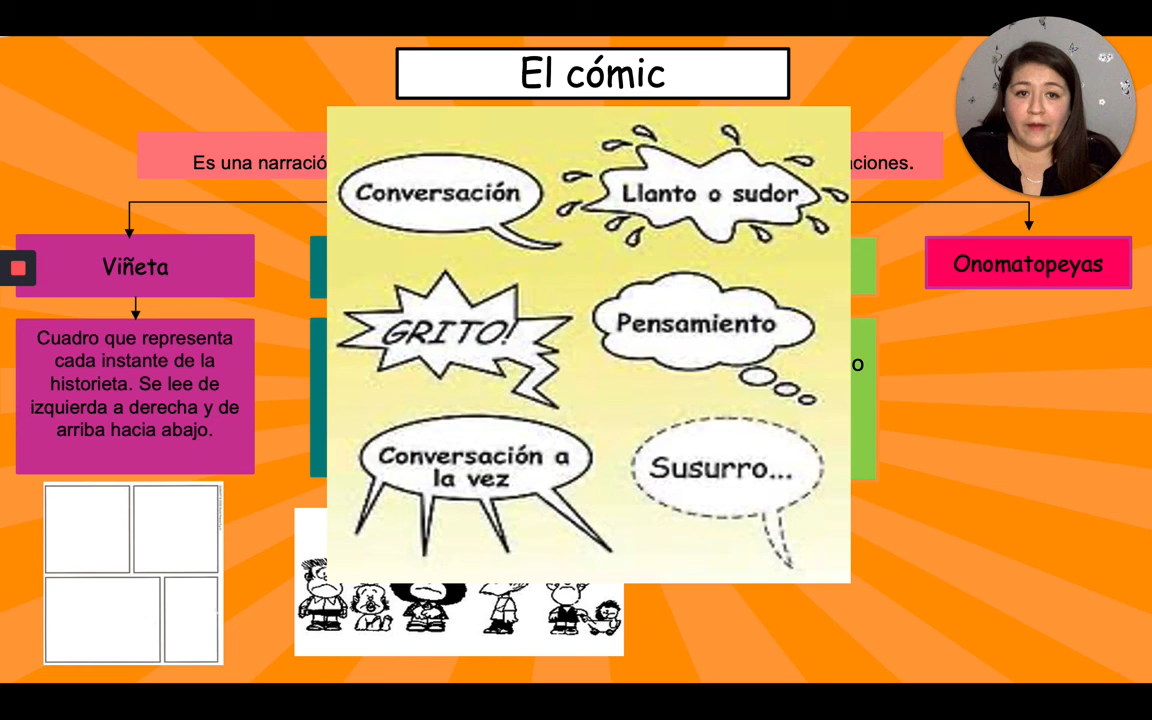 El cómic
Es una narració
ciones.
Conversación
Llanto o sudor
Viñeta
Onomatopeyas
GRITO!
Pensamiento
Cuadro que representa
cada instante de la
historieta. Se lee de
izquierda a derecha y de
arriba hacia abajo.
o
Conversación a
la vez
Susurro...